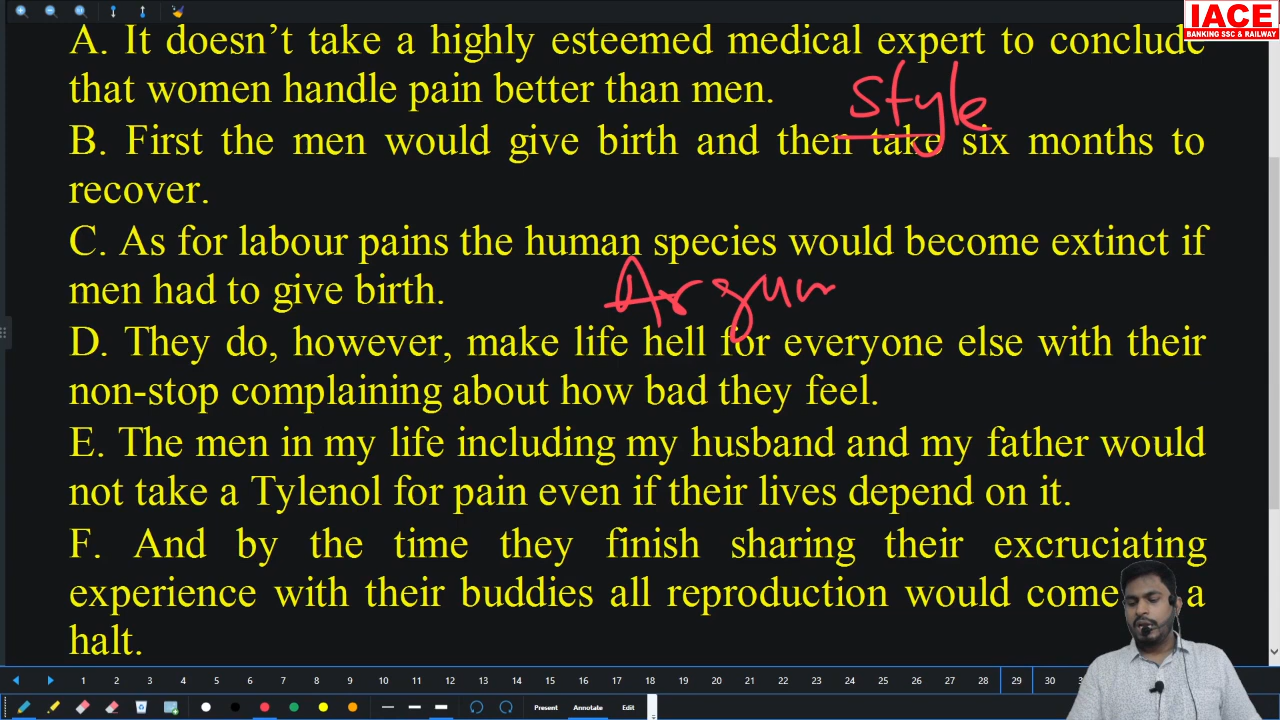 IACE
BANKING SSC & RAILWAY
A. It doesn’t take a highly esteemed medical expert to conclude
that women handle pain better than men.
style
B. First the men would give birth and then take six months to
recover.
C. As for labour pains the human species would become extinct if
men had to give birth.
Argum
D. They do, however, make life hell for everyone else with their
non-stop complaining about how bad they feel.
E. The men in my life including my husband and my father would
not take a Tylenol for pain even if their lives depend on it.
F. And by the time they finish sharing their excruciating
experience with their buddies all reproduction would come a
halt.
1 2 3 4 5 6 7 8 9 10 11 12 13 14 15 16 17 18 19 20 21 22 23 24 25 26 27 28 29 30
Present Annotate Edit